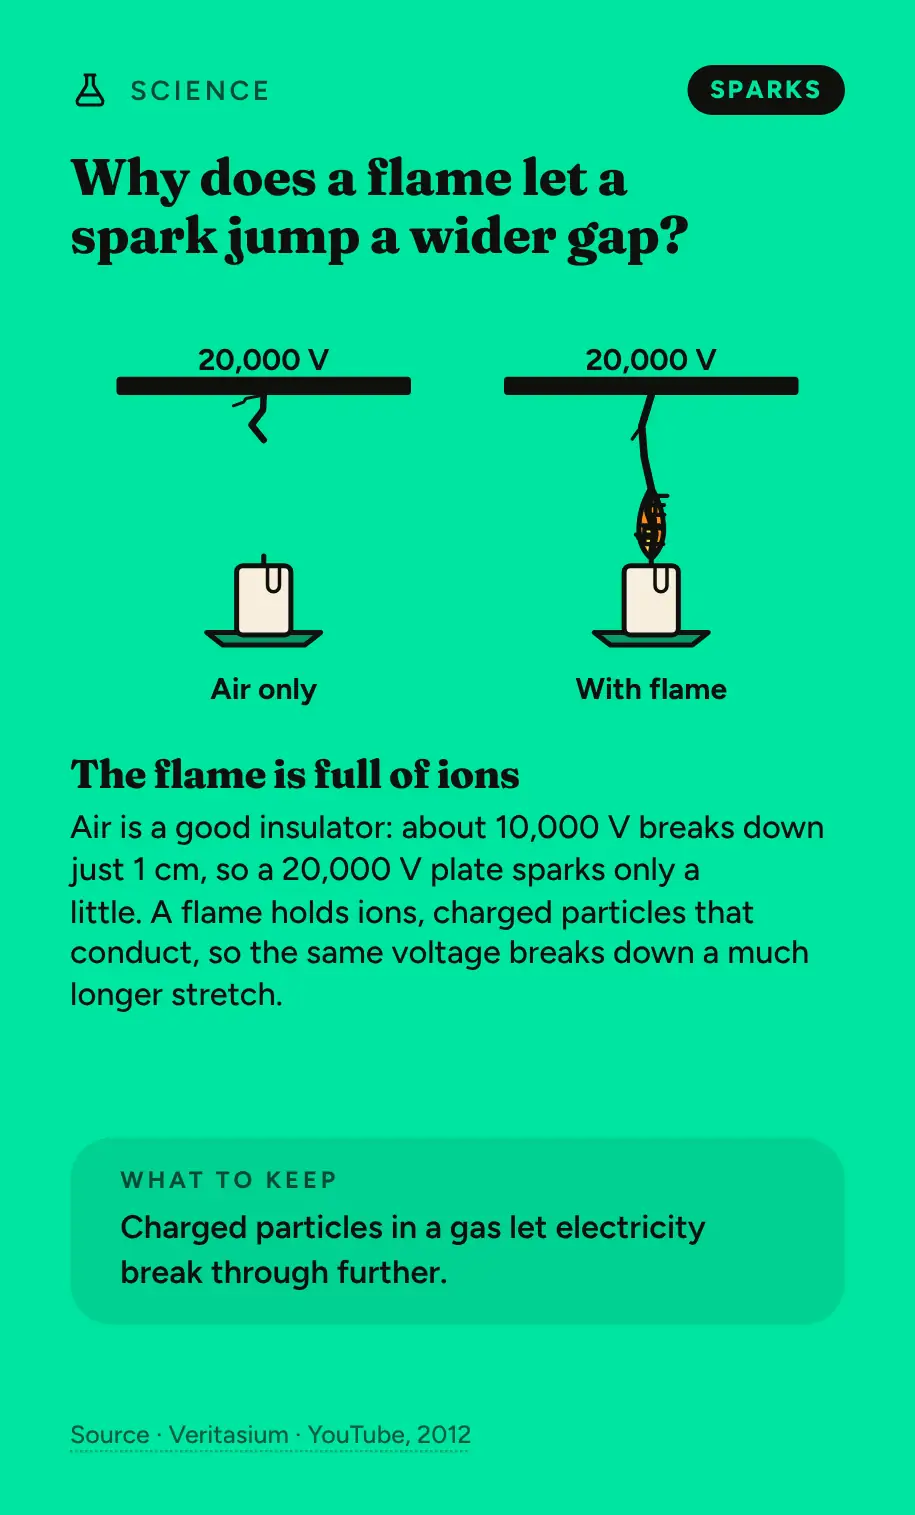 SCIENCE
SPARKS
Why does a flame let a
spark jump a wider gap?
20,000 V
20,000 V
Air only
With flame
The flame is full of ions
Air is a good insulator: about 10,000 V breaks down
just 1 cm, so a 20,000 V plate sparks only a
little. A flame holds ions, charged particles that
conduct, so the same voltage breaks down a much
longer stretch.
WHAT TO KEEP
Charged particles in a gas let electricity
break through further.
Source · Veritasium · YouTube, 2012